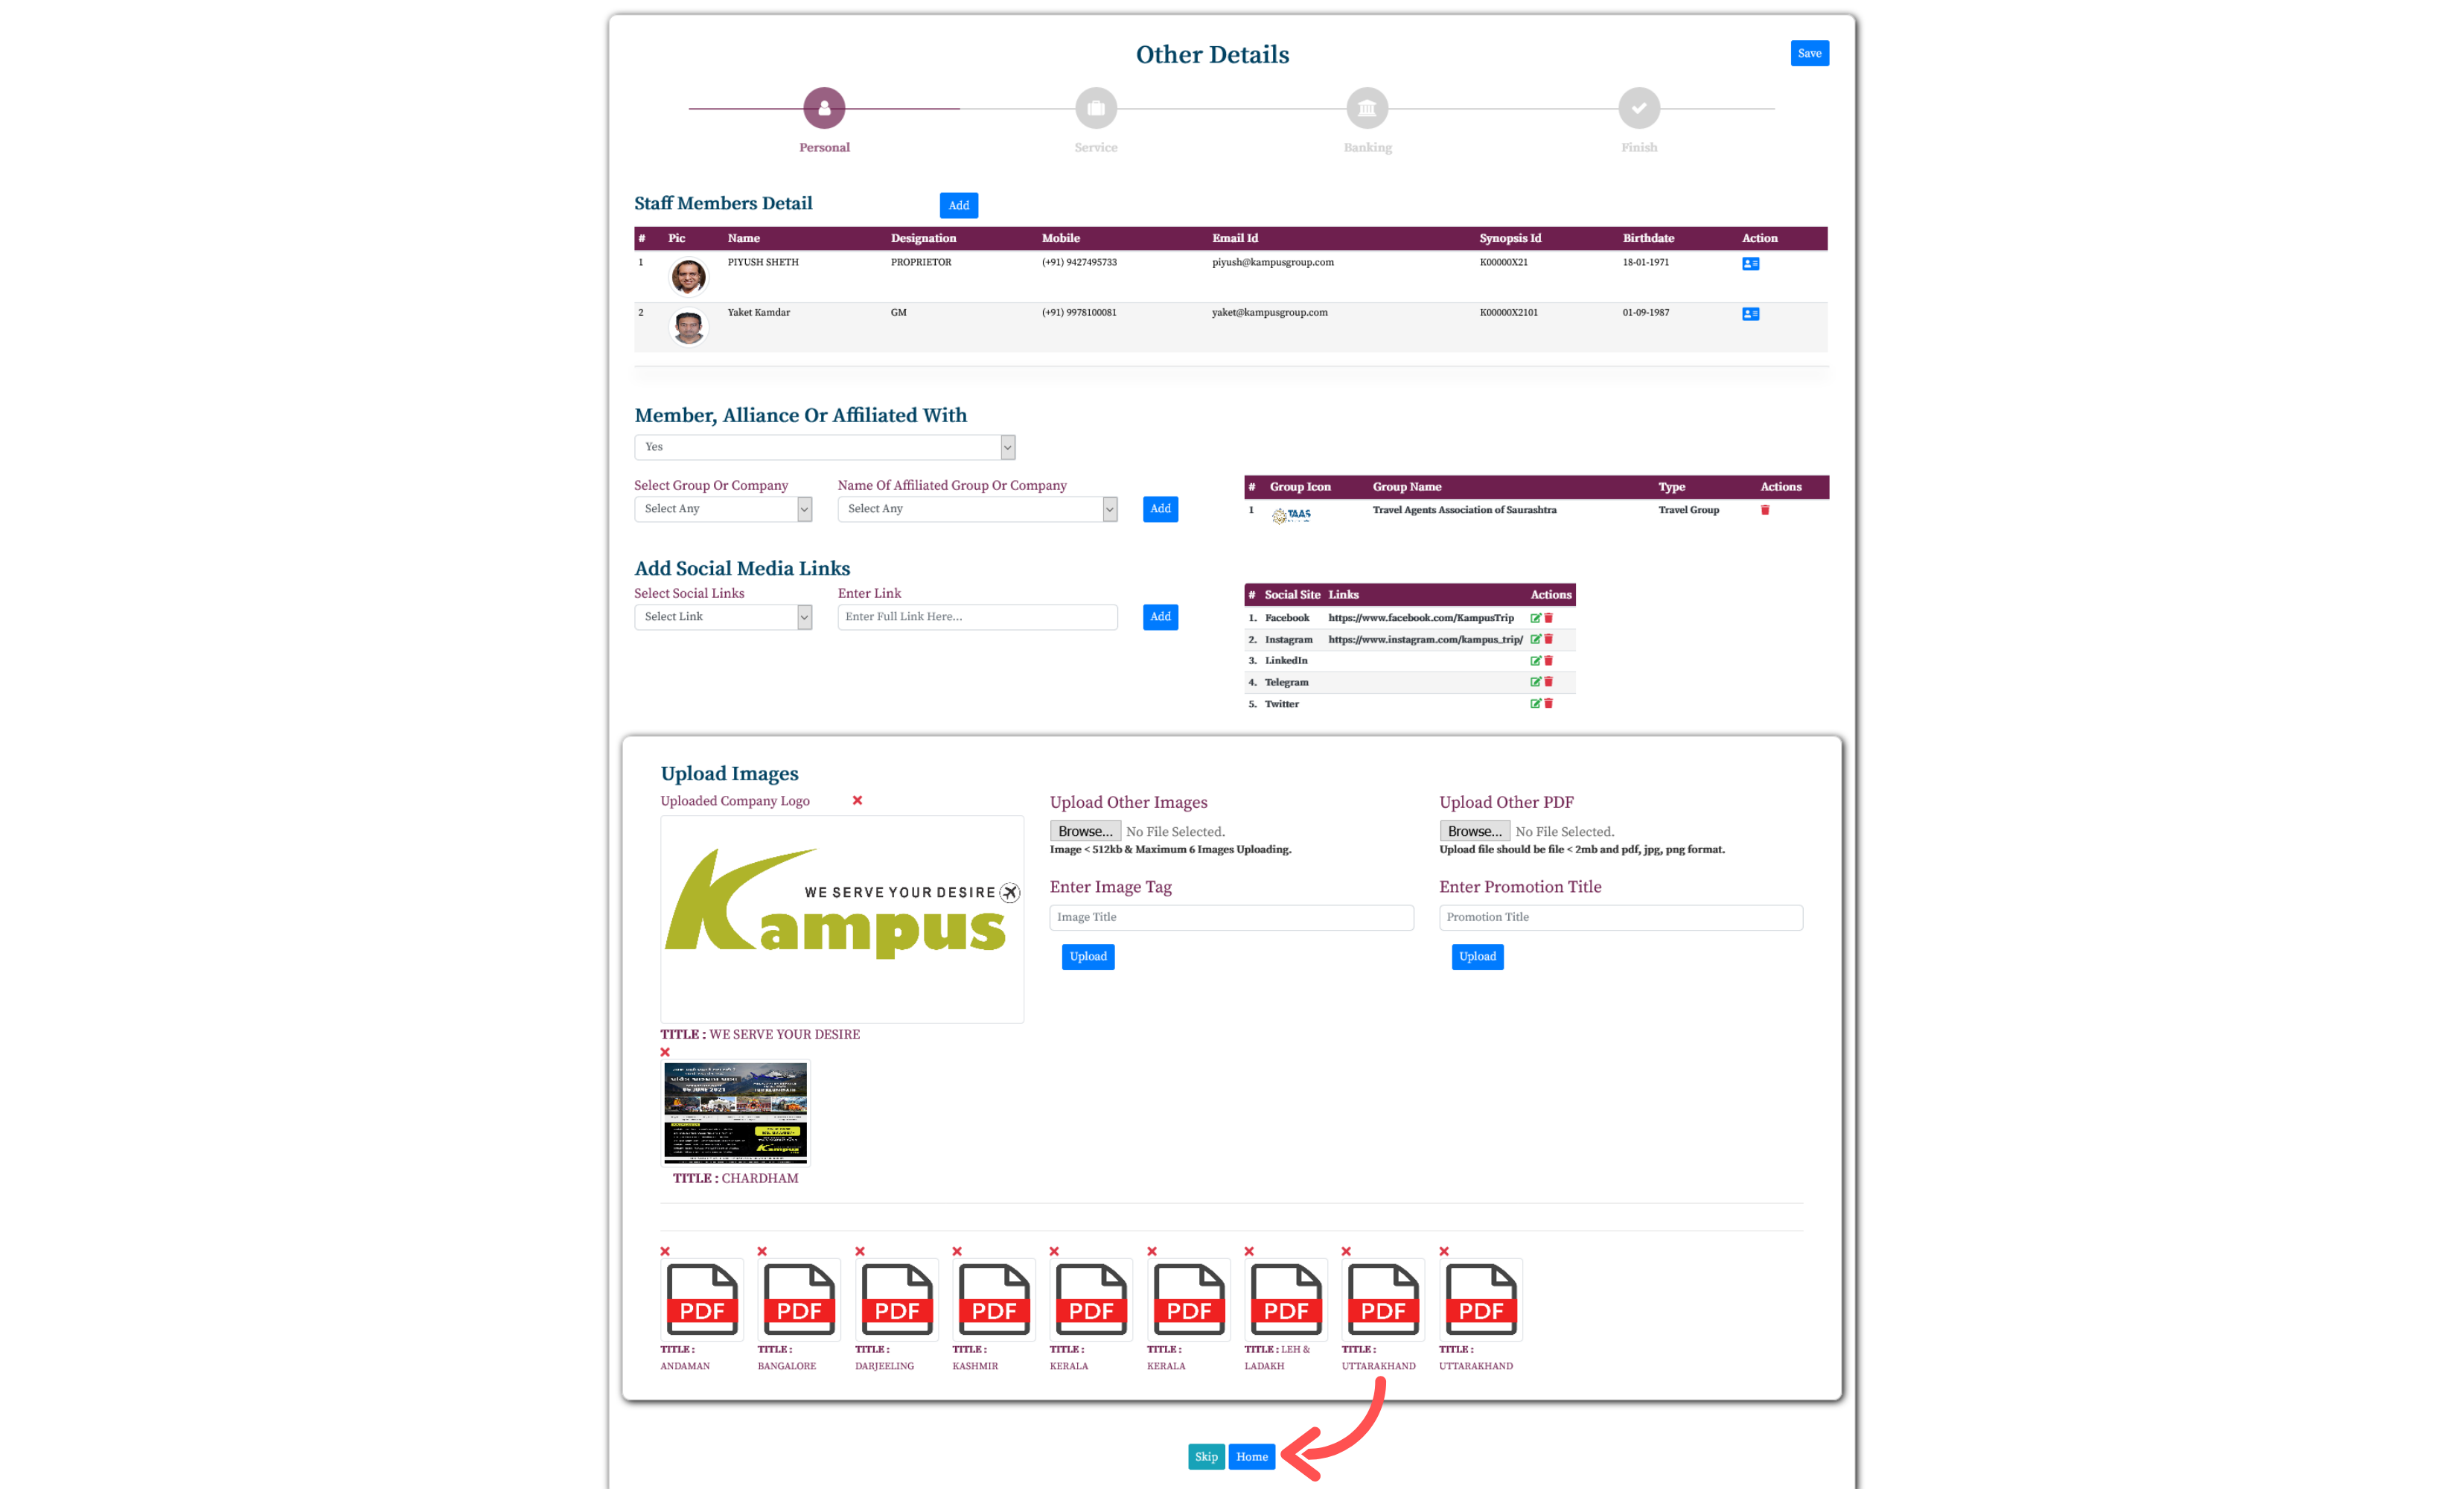 Other Details
Save
Personal
Service
Banking
Finish
Staff Members Detail
Add
# Pic Name Designation Mobile Email Id Synopsis Id Birthdate Action
1 PIYUSH SHETH PROPRIETOR (+91) 9427495733 piyush@kampusgroup.com K00000X21 18-01-1971
2 Yaket Kamdar GM (+91) 9978100081 yaket@kampusgroup.com K00000X2101 01-09-1987
Member, Alliance Or Affiliated With
Yes
Select Group Or Company
Name Of Affiliated Group Or Company
Select Any
Select Any
Add
# Group Icon Group Name Type Actions
1 TAAS Travel Agents Association of Saurashtra Travel Group
Add Social Media Links
Select Social Links
Enter Link
Select Link
Enter Full Link Here...
Add
# Social Site Links Actions
1. Facebook https://www.facebook.com/KampusTrip
2. Instagram https://www.instagram.com/kampus_trip/
3. LinkedIn
4. Telegram
5. Twitter
Upload Images
Uploaded Company Logo
WE SERVE YOUR DESIRE
Kampus
TITLE : WE SERVE YOUR DESIRE
Upload Other Images
Browse... No File Selected.
Image < 512kb & Maximum 6 Images Uploading.
Enter Image Tag
Image Title
Upload
Upload Other PDF
Browse... No File Selected.
Upload file should be file < 2mb and pdf, jpg, png format.
Enter Promotion Title
Promotion Title
Upload
Kampus
TITLE : CHARDHAM
PDF PDF PDF PDF PDF PDF PDF PDF PDF
TITLE : TITLE : TITLE : TITLE : TITLE : TITLE : TITLE : LEH & TITLE : TITLE :
ANDAMAN BANGALORE DARJEELING KASHMIR KERALA KERALA LADAKH UTTARAKHAND UTTARAKHAND
Skip
Home